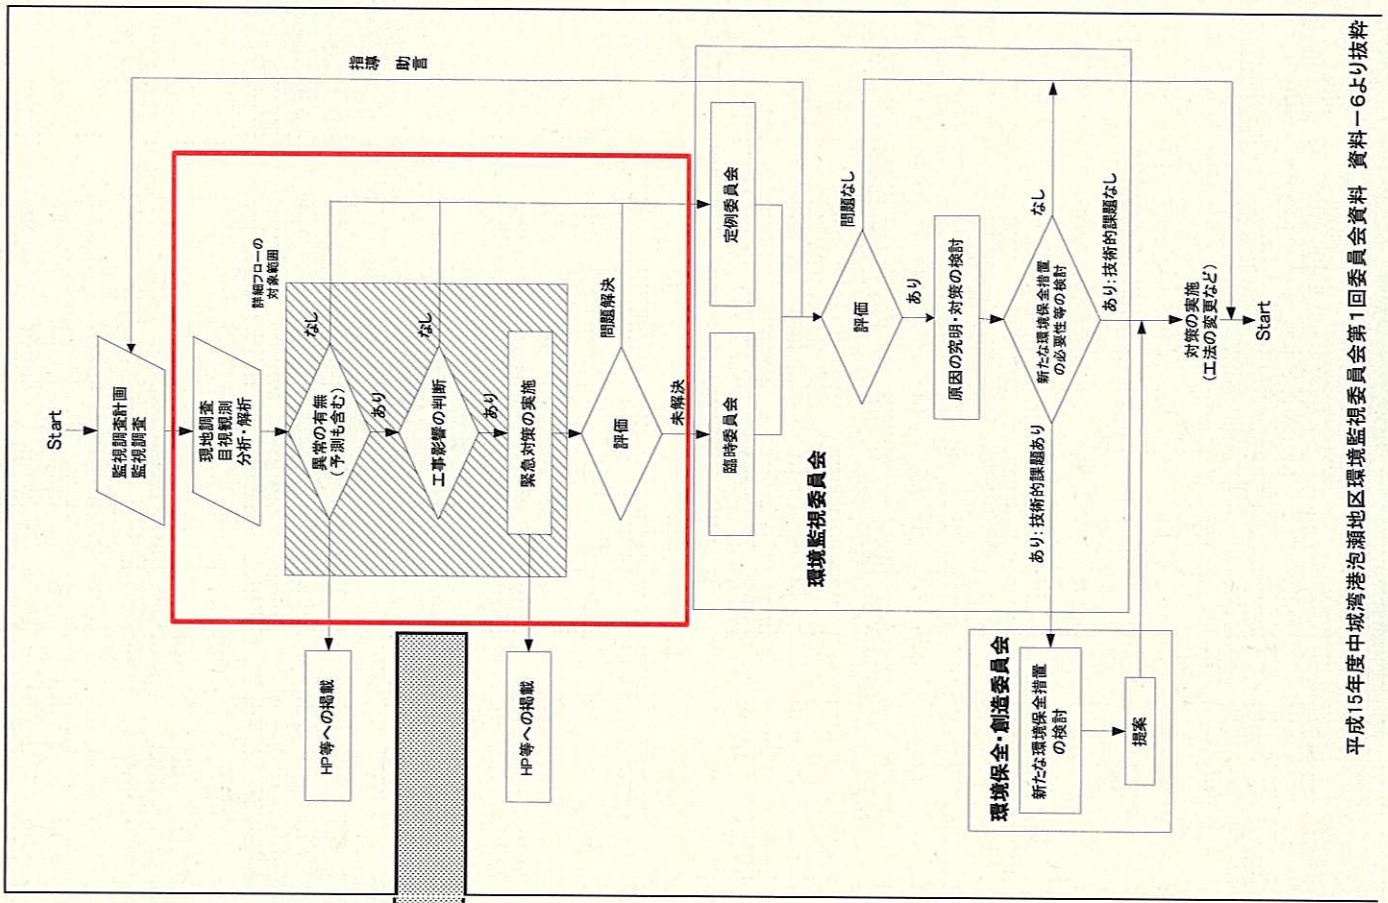 Start
監視調査計画
監視調査
指導　助言
現地調査
目視観測
分析・解析
詳細フローの
対象範囲
異常の有無
(予測も含む)
なし
あり
HP等への掲載
工事影響の判断
なし
あり
緊急対策の実施
HP等への掲載
評価
問題解決
未解決
臨時委員会
定例委員会
環境監視委員会
評価
問題なし
あり
原因の究明・対策の検討
新たな環境保全措置
の必要性等の検討
なし
あり：技術的課題あり
あり：技術的課題なし
環境保全・創造委員会
新たな環境保全措置
の検討
提案
対策の実施
(工法の変更など)
Start
平成15年度中城湾港泡瀬地区環境監視委員会第1回委員会資料　資料－6より抜粋